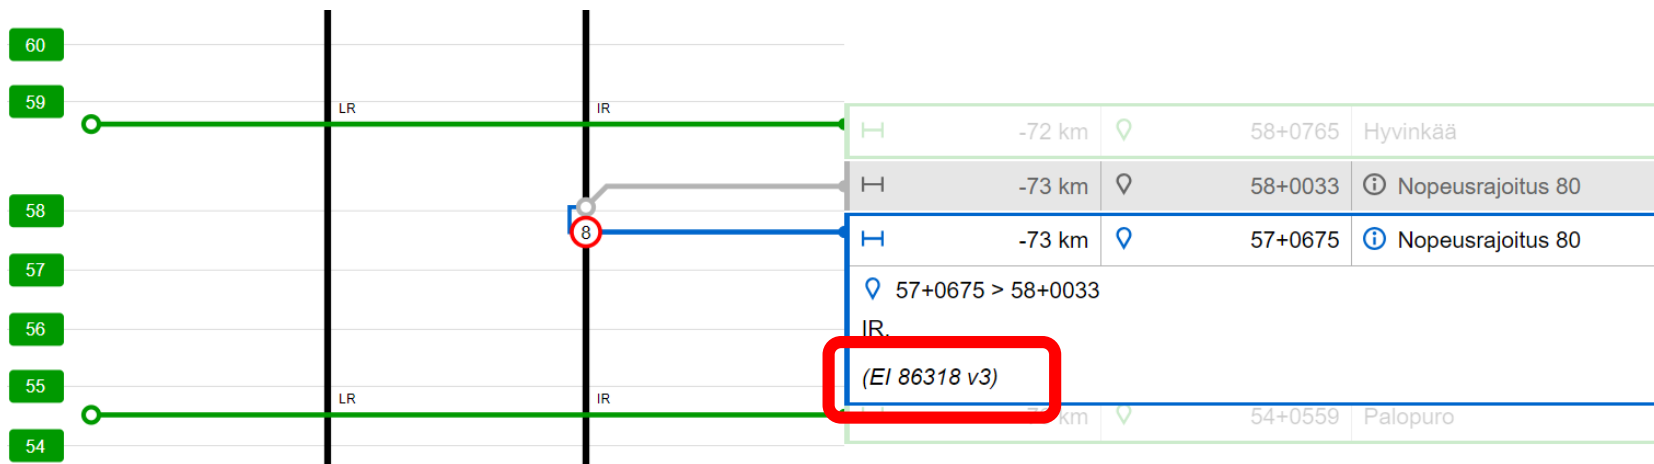 60
59
LR
IR
-72 km 58+0765 Hyvinkää
-73 km 58+0033 Nopeusrajoitus 80
58
8
-73 km 57+0675 Nopeusrajoitus 80
57
57+0675 > 58+0033
56
IR.
(EI 86318 v3)
55
LR
IR
km 54+0559 Palopuro
54